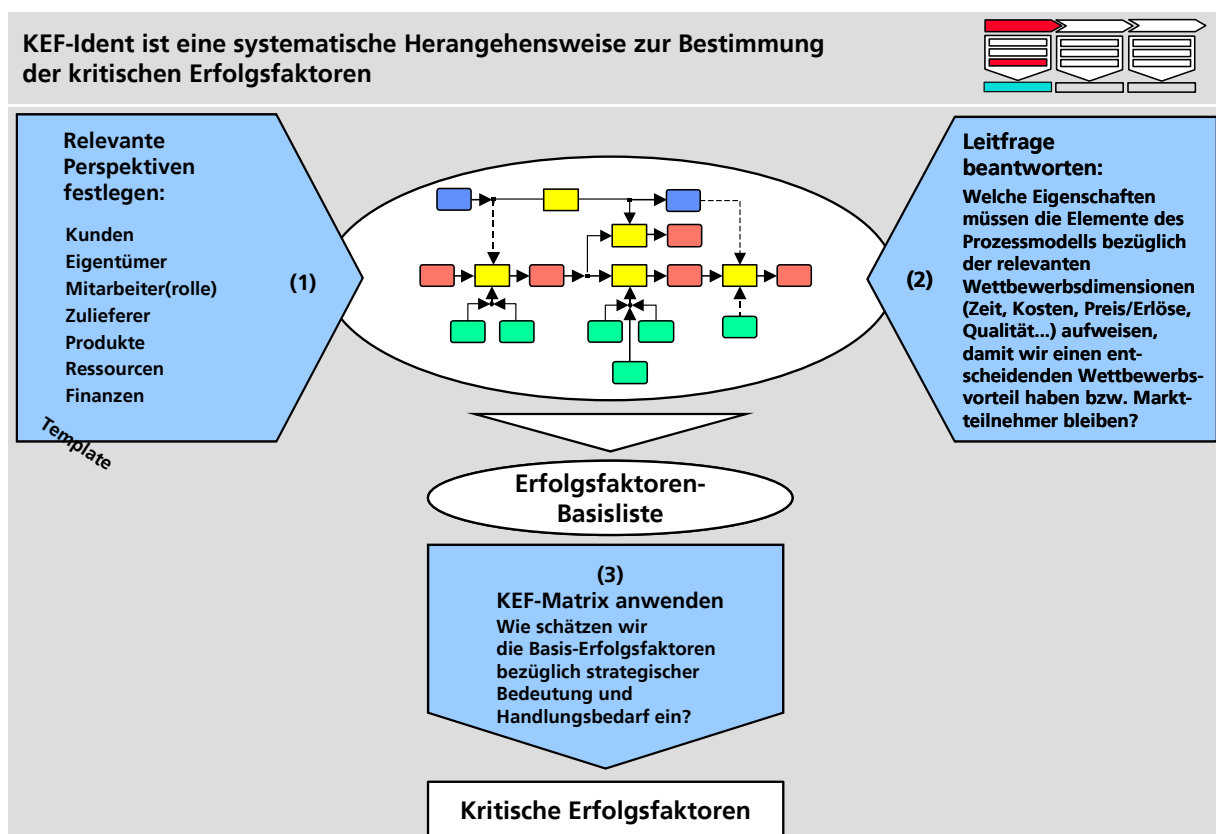 KEF-Ident ist eine systematische Herangehensweise zur Bestimmung
der kritischen Erfolgsfaktoren
Relevante
Perspektiven
festlegen:
Kunden
Eigentümer
Mitarbeiter(rolle)
Zulieferer
Produkte
Ressourcen
Finanzen
(1)
Template
(2)
Leitfrage
beantworten:
Welche Eigenschaften
müssen die Elemente des
Prozessmodells bezüglich
der relevanten
Wettbewerbsdimensionen
(Zeit, Kosten, Preis/Erlöse,
Qualität...) aufweisen,
damit wir einen ent-
scheidenden Wettbewerbs-
vorteil haben bzw. Markt-
teilnehmer bleiben?
Erfolgsfaktoren-
Basisliste
(3)
KEF-Matrix anwenden
Wie schätzen wir
die Basis-Erfolgsfaktoren
bezüglich strategischer
Bedeutung und
Handlungsbedarf ein?
Kritische Erfolgsfaktoren